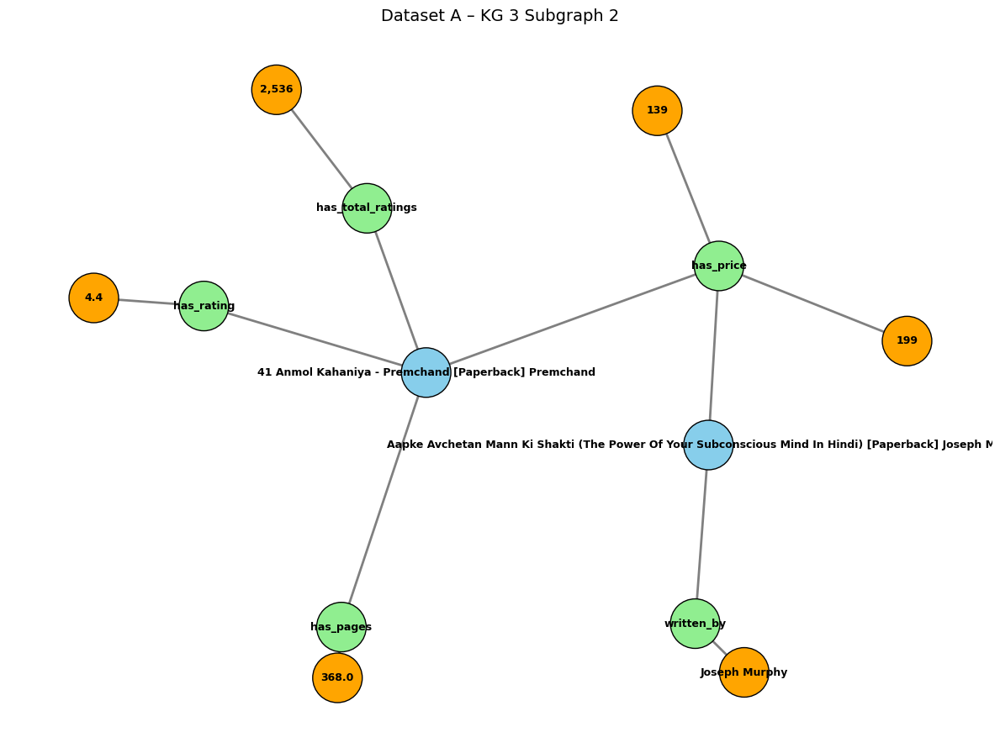 Dataset A – KG 3 Subgraph 2
2,536
139
has_total_ratings
has_price
4.4
has_rating
199
41 Anmol Kahaniya - Premchand [Paperback] Premchand
Aapke Avchetan Mann Ki Shakti (The Power Of Your Subconscious Mind In Hindi) [Paperback] Joseph
written_by
has_pages
Joseph Murphy
368.0